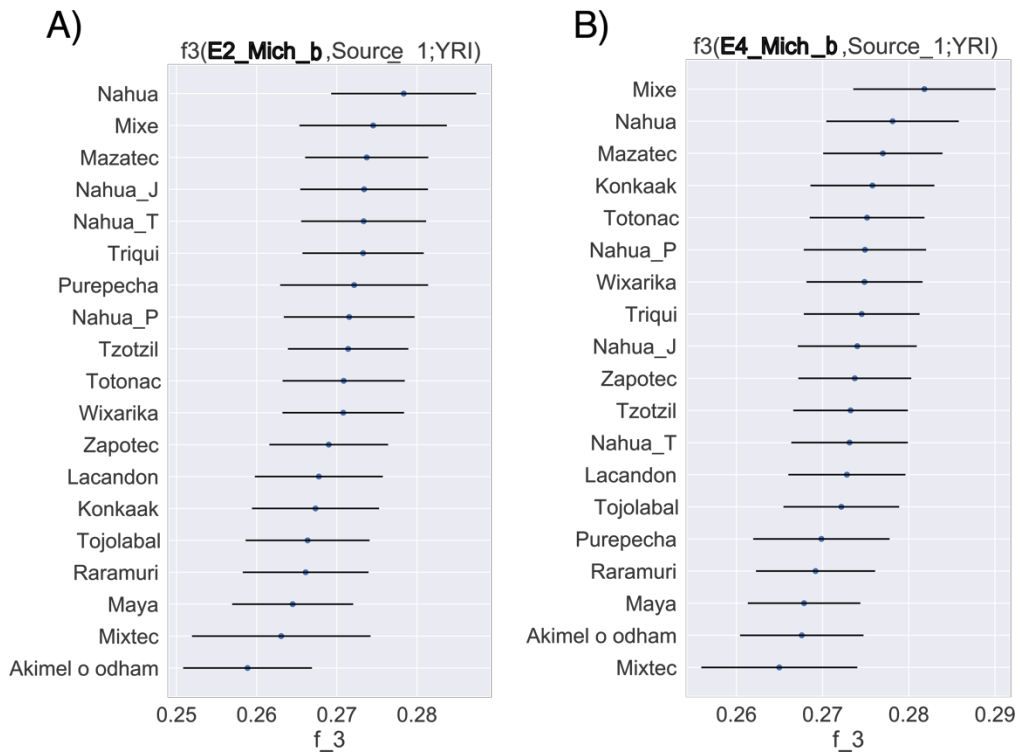 A)
f3(E2_Mich_b,Source_1;YRI)
Nahua
Mixe
Mazatec
Nahua_J
Nahua_T
Triqui
Purepecha
Nahua_P
Tzotzil
Totonac
Wixarika
Zapotec
Lacandon
Konkaak
Tojolabal
Raramuri
Maya
Mixtec
Akimel o odham
0.25 0.26 0.27 0.28
f_3
B)
f3(E4_Mich_b,Source_1;YRI)
Mixe
Nahua
Mazatec
Konkaak
Totonac
Nahua_P
Wixarika
Triqui
Nahua_J
Zapotec
Tzotzil
Nahua_T
Lacandon
Tojolabal
Purepecha
Raramuri
Maya
Akimel o odham
Mixtec
0.26 0.27 0.28 0.29
f_3